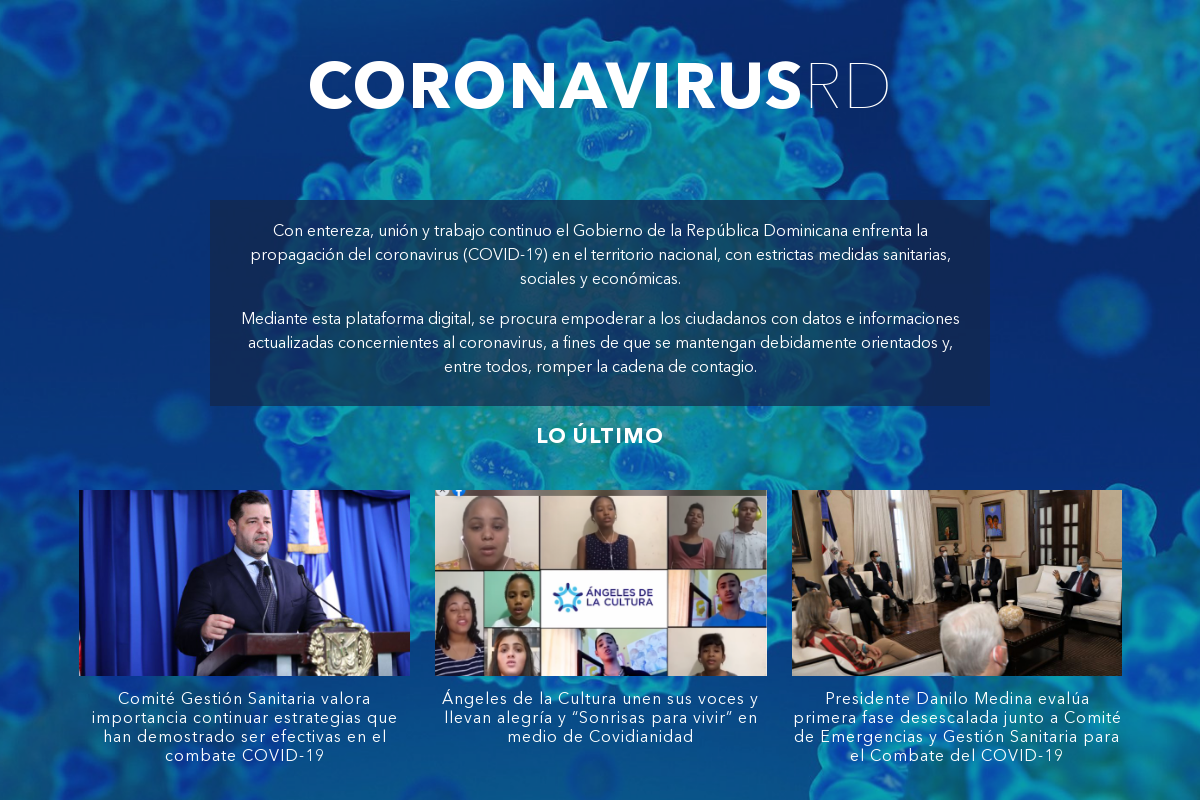 CORONAVIRUSRD
Con entereza, unión y trabajo continuo el Gobierno de la República Dominicana enfrenta la
propagación del coronavirus (COVID-19) en el territorio nacional, con estrictas medidas sanitarias,
sociales y económicas.
Mediante esta plataforma digital, se procura empoderar a los ciudadanos con datos e informaciones
actualizadas concernientes al coronavirus, a fines de que se mantengan debidamente orientados y,
entre todos, romper la cadena de contagio.
LO ÚLTIMO
ÁNGELES DE
LA CULTURA
Comité Gestión Sanitaria valora
importancia continuar estrategias que
han demostrado ser efectivas en el
combate COVID-19
Ángeles de la Cultura unen sus voces y
llevan alegría y “Sonrisas para vivir” en
medio de Covidianidad
Presidente Danilo Medina evalúa
primera fase desescalada junto a Comité
de Emergencias y Gestión Sanitaria para
el Combate del COVID-19